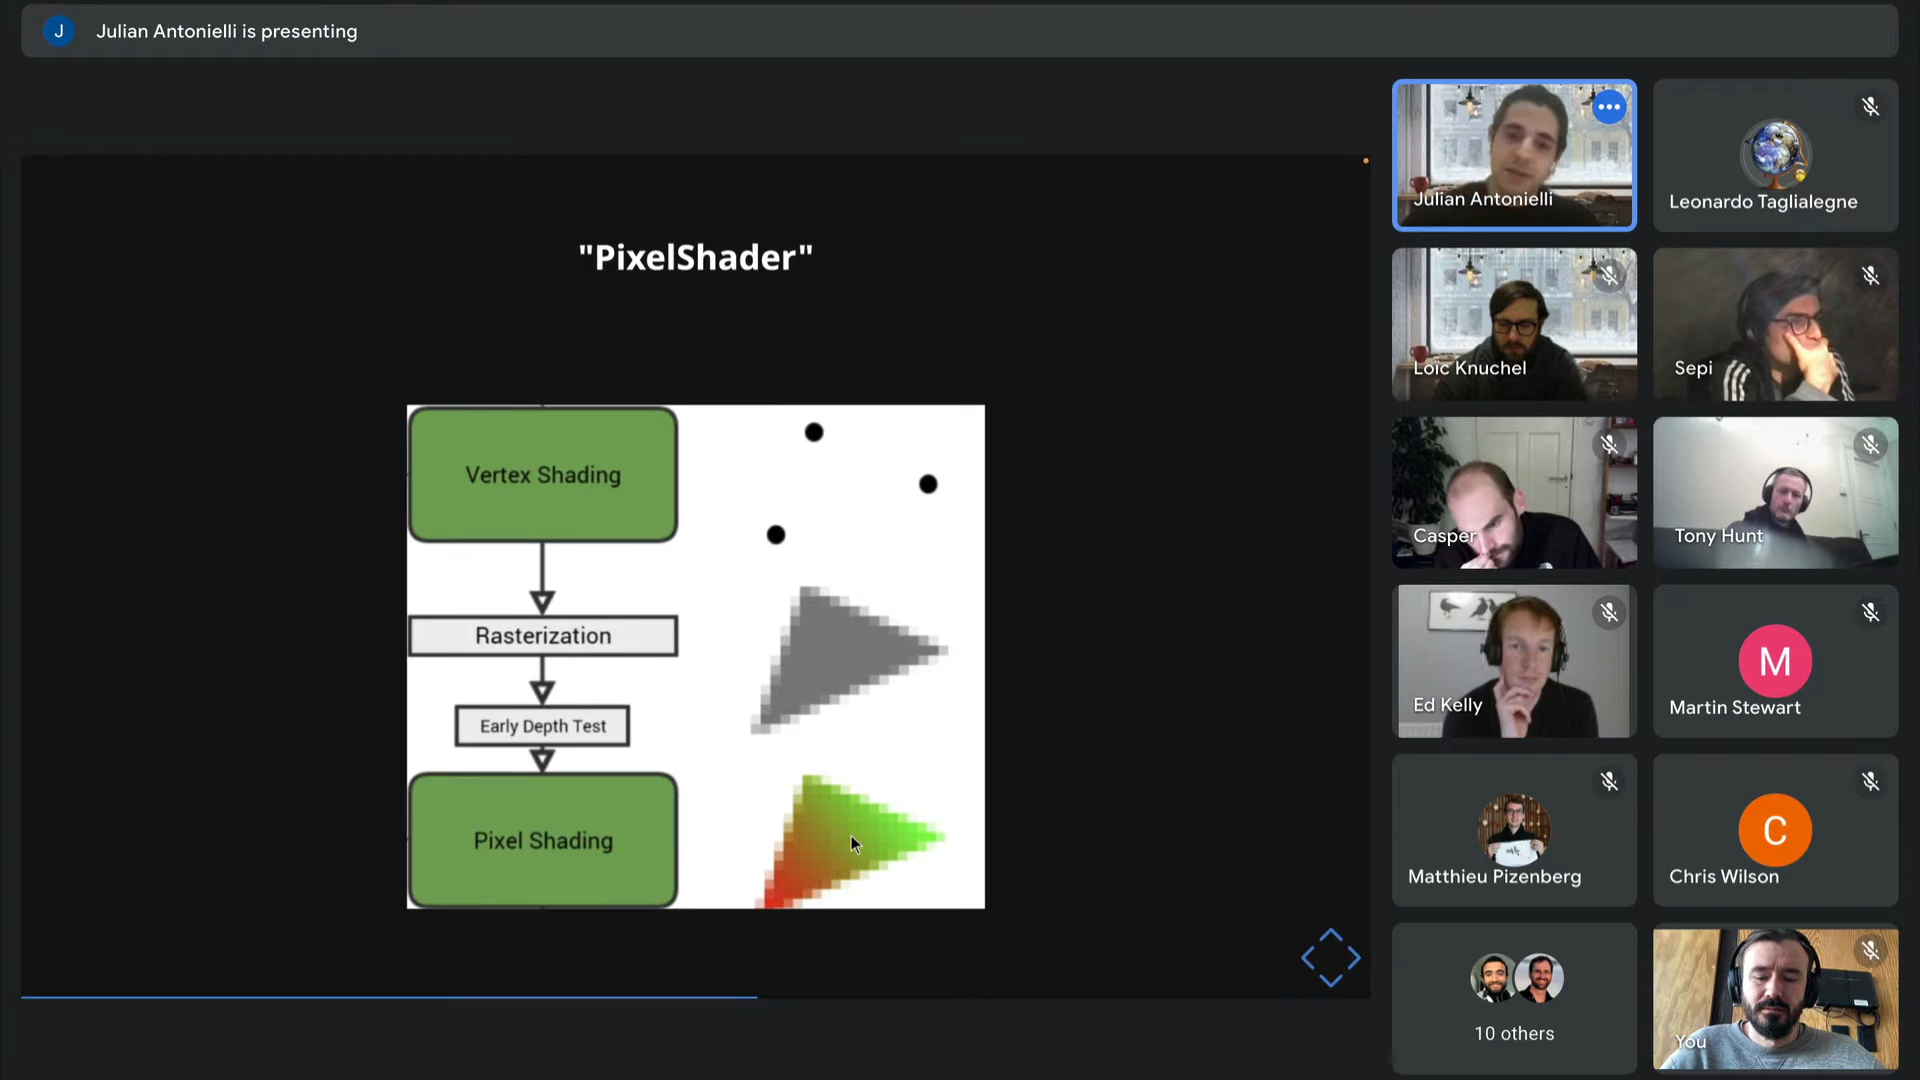 J Julian Antonielli is presenting
"PixelShader"
Vertex Shading
Rasterization
Early Depth Test
Pixel Shading
Julian Antonielli
Leonardo Taglialegne
Loïc Knuchel
Sepi
Casper
Tony Hunt
Ed Kelly
M
Martin Stewart
Matthieu Pizenberg
C
Chris Wilson
10 others
You